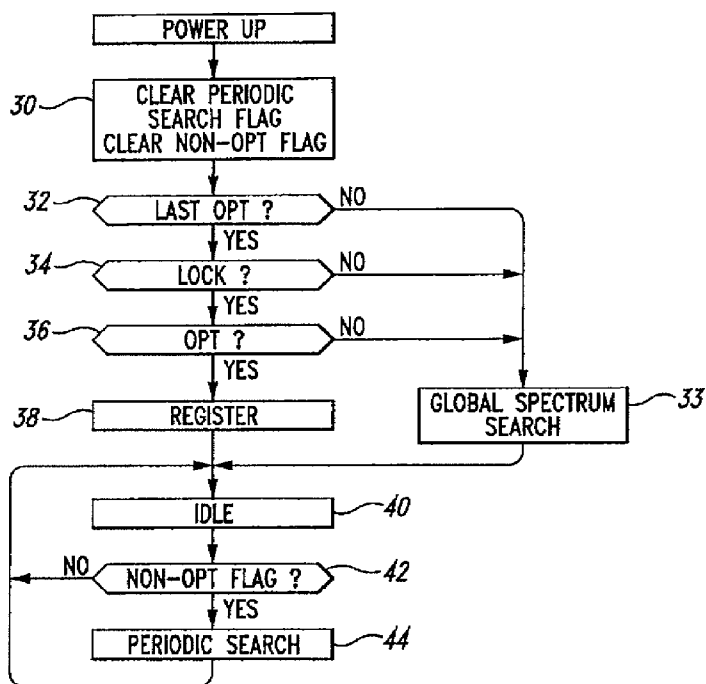 POWER UP
30
CLEAR PERIODIC
SEARCH FLAG
CLEAR NON-OPT FLAG
32
LAST OPT ?
NO
YES
34
LOCK ?
NO
YES
36
OPT ?
NO
YES
38
REGISTER
GLOBAL SPECTRUM
SEARCH
33
IDLE
40
NO
NON-OPT FLAG ?
42
YES
PERIODIC SEARCH
44